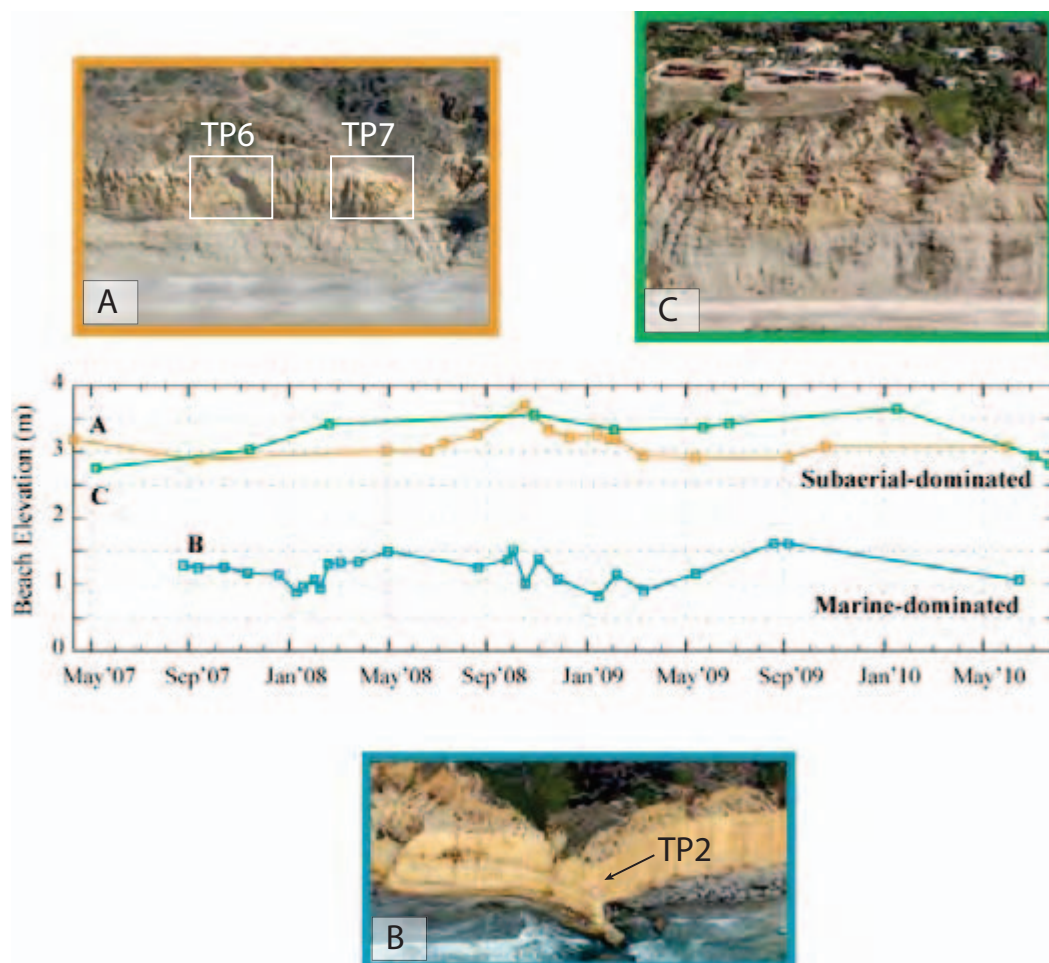 TP6 TP7
A
C
4
3
2
1
0
Beach Elevation (m)
A
C
B
Subaerial-dominated
Marine-dominated
May'07 Sep'07 Jan'08 May'08 Sep'08 Jan'09 May'09 Sep'09 Jan'10 May'10
TP2
B